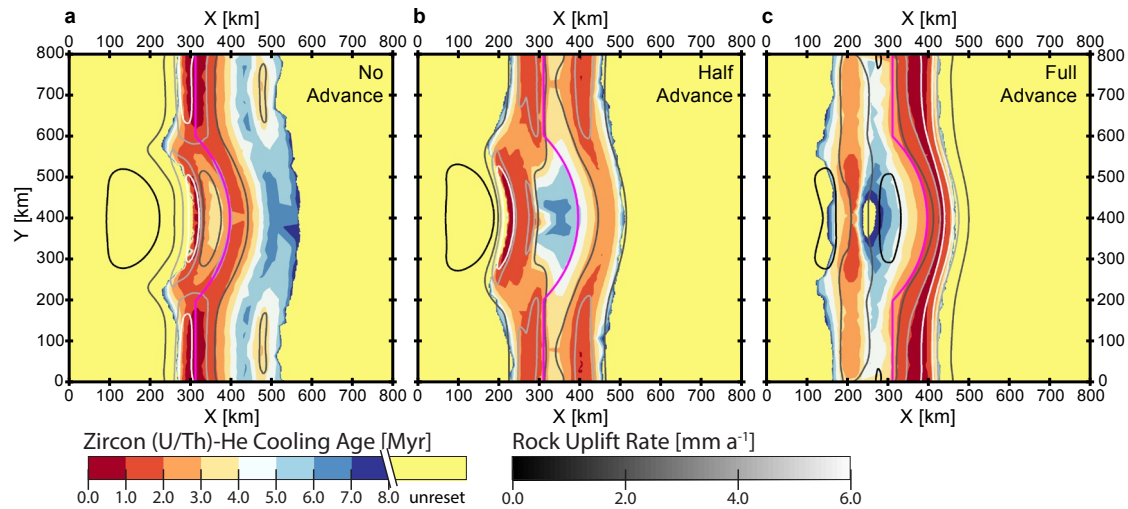 a X [km] b X [km] c X [km]
0 100 200 300 400 500 600 700 800 0 100 200 300 400 500 600 700 800 0 100 200 300 400 500 600 700 800
800 No Advance Half Advance Full Advance 800
700 700
600 600
500 500
Y [km] 400 400
300 300
200 200
100 100
0 0
0 100 200 300 400 500 600 700 800 0 100 200 300 400 500 600 700 800 0 100 200 300 400 500 600 700 800
X [km] X [km] X [km]
Zircon (U/Th)-He Cooling Age [Myr] Rock Uplift Rate [mm a⁻¹]
0.0 1.0 2.0 3.0 4.0 5.0 6.0 7.0 8.0 unreset 0.0 2.0 4.0 6.0